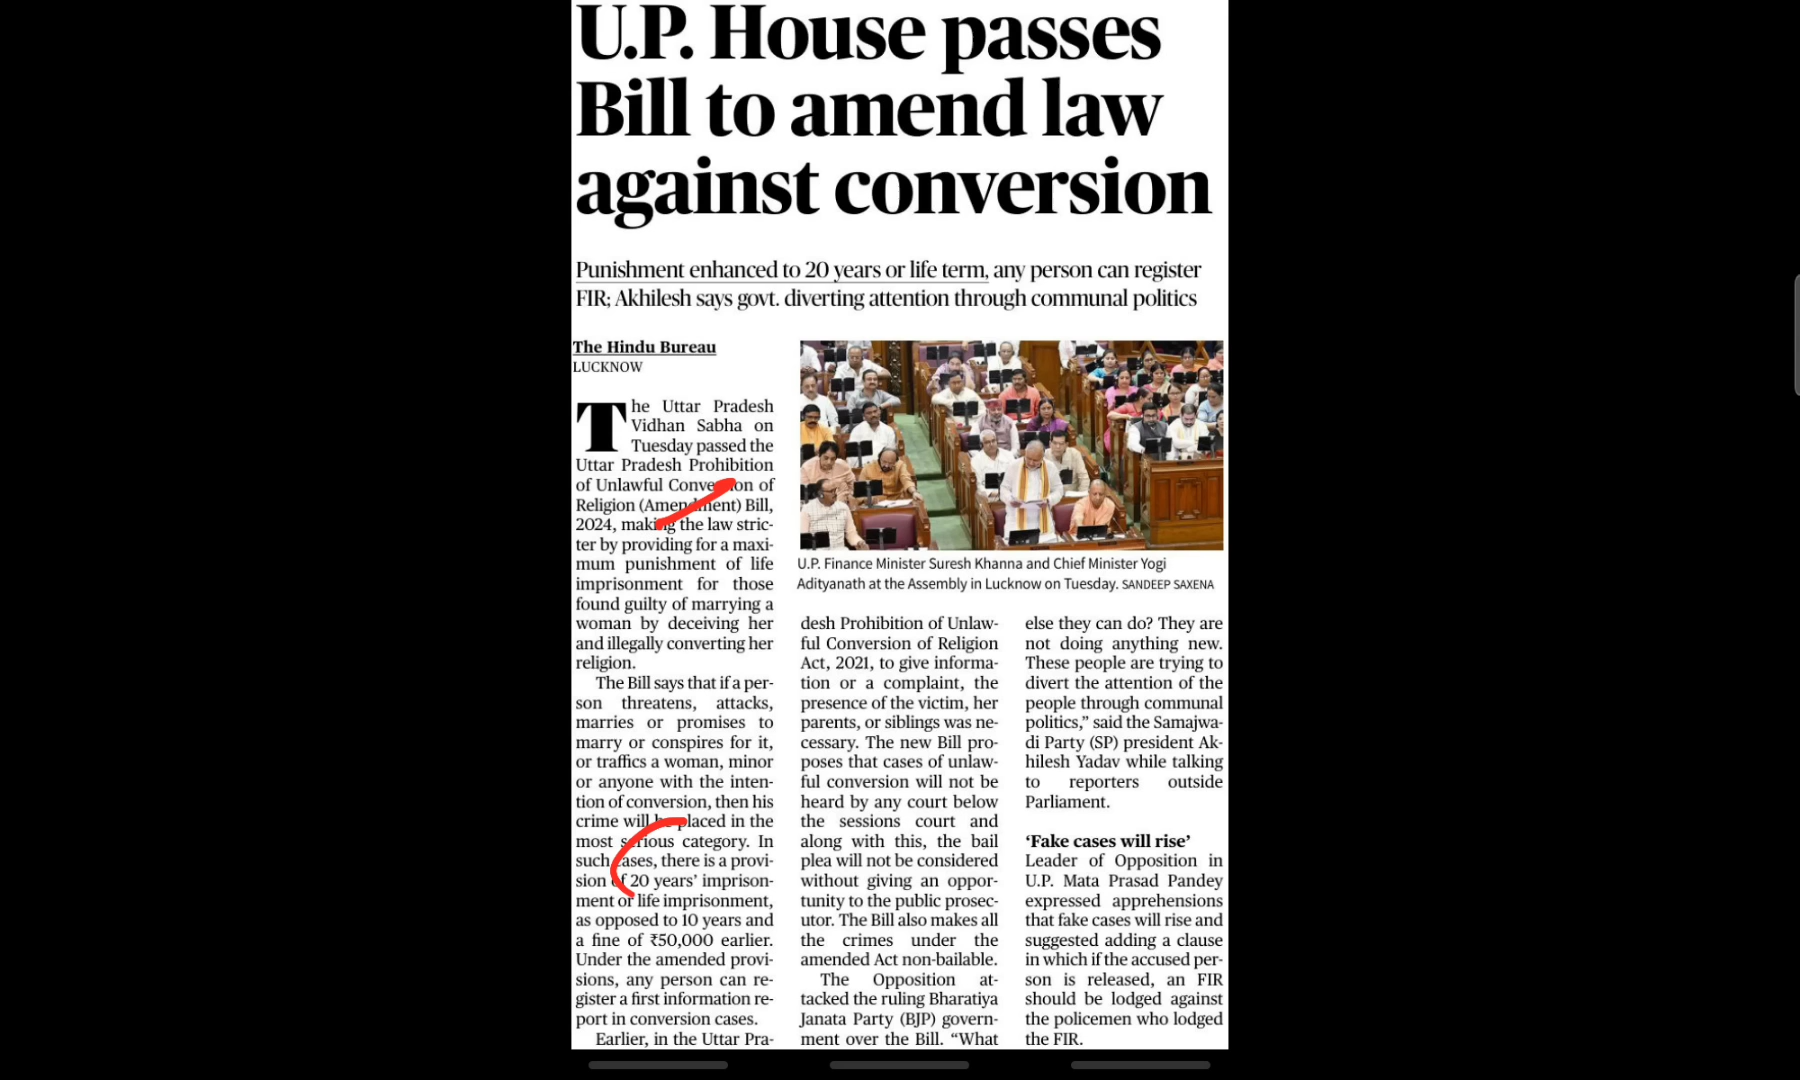 U.P. House passes
Bill to amend law
against conversion
Punishment enhanced to 20 years or life term, any person can register
FIR; Akhilesh says govt. diverting attention through communal politics
The Hindu Bureau
LUCKNOW
The Uttar Pradesh
Vidhan Sabha on
Tuesday passed the
Uttar Pradesh Prohibition
of Unlawful Conversion of
Religion (Amendment) Bill,
2024, making the law stric-
ter by providing for a maxi-
mum punishment of life
imprisonment for those
found guilty of marrying a
woman by deceiving her
and illegally converting her
religion.
The Bill says that if a per-
son threatens, attacks,
marries or promises to
marry or conspires for it,
or traffics a woman, minor
or anyone with the inten-
tion of conversion, then his
crime will be placed in the
most serious category. In
such cases, there is a provi-
sion of 20 years’ imprison-
ment or life imprisonment,
as opposed to 10 years and
a fine of ₹50,000 earlier.
Under the amended provi-
sions, any person can re-
gister a first information re-
port in conversion cases.
Earlier, in the Uttar Pra-
U.P. Finance Minister Suresh Khanna and Chief Minister Yogi
Adityanath at the Assembly in Lucknow on Tuesday. SANDEEP SAXENA
desh Prohibition of Unlaw-
ful Conversion of Religion
Act, 2021, to give informa-
tion or a complaint, the
presence of the victim, her
parents, or siblings was ne-
cessary. The new Bill pro-
poses that cases of unlaw-
ful conversion will not be
heard by any court below
the sessions court and
along with this, the bail
plea will not be considered
without giving an oppor-
tunity to the public prosec-
utor. The Bill also makes all
the crimes under the
amended Act non-bailable.
The Opposition at-
tacked the ruling Bharatiya
Janata Party (BJP) govern-
ment over the Bill. “What
else they can do? They are
not doing anything new.
These people are trying to
divert the attention of the
people through communal
politics,” said the Samajwa-
di Party (SP) president Ak-
hilesh Yadav while talking
to reporters outside
Parliament.
‘Fake cases will rise’
Leader of Opposition in
U.P. Mata Prasad Pandey
expressed apprehensions
that fake cases will rise and
suggested adding a clause
in which if the accused per-
son is released, an FIR
should be lodged against
the policemen who lodged
the FIR.